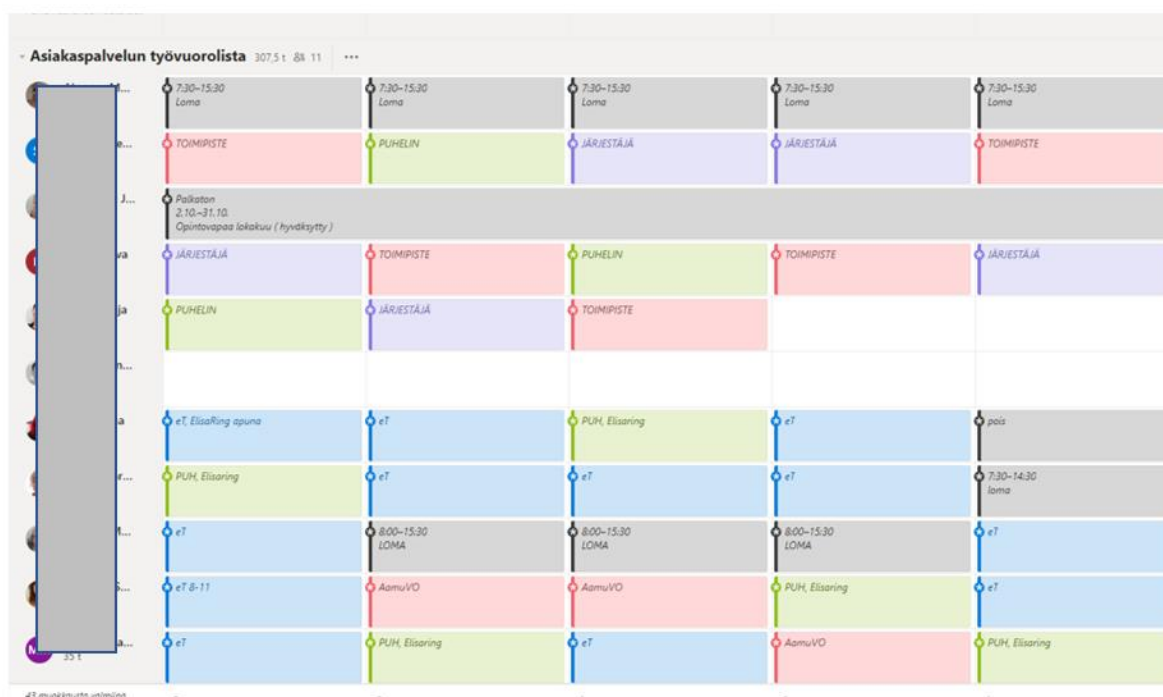 Asiakaspalvelun työvuorolista 307,5 t 11 ...
7:30–15:30 7:30–15:30 7:30–15:30 7:30–15:30 7:30–15:30
Loma Loma Loma Loma Loma
TOIMIPISTE PUHELIN JÄRJESTÄJÄ JÄRJESTÄJÄ TOIMIPISTE
J... Palkaton
2.10.–31.10.
Opintovapaa lokakuu ( hyväksytty )
va JÄRJESTÄJÄ TOIMIPISTE PUHELIN TOIMIPISTE JÄRJESTÄJÄ
ja PUHELIN JÄRJESTÄJÄ TOIMIPISTE
n...
a eT, ElisaRing apuna eT PUH, Elisaring eT pois
r... PUH, Elisaring eT eT eT 7:30–14:30
loma
eT 8:00–15:30 8:00–15:30 8:00–15:30 eT
LOMA LOMA LOMA
eT 8-11 AamuVO AamuVO PUH, Elisaring eT
a... eT PUH, Elisaring eT AamuVO PUH, Elisaring
35 t